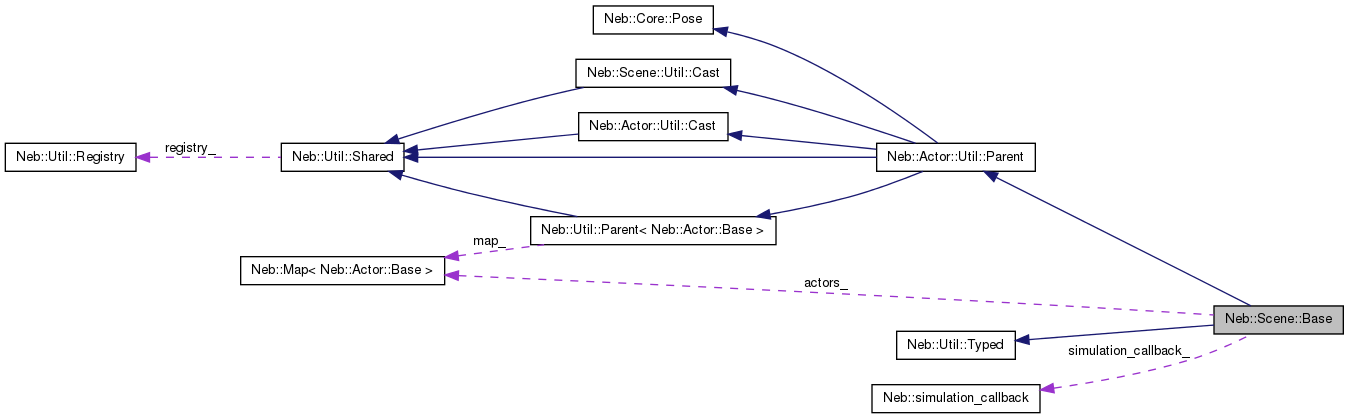 Neb::Core::Pose
Neb::Scene::Util::Cast
Neb::Actor::Util::Cast
Neb::Util::Registry
registry_
Neb::Util::Shared
Neb::Actor::Util::Parent
Neb::Util::Parent< Neb::Actor::Base >
map_
Neb::Map< Neb::Actor::Base >
actors_
Neb::Scene::Base
Neb::Util::Typed
simulation_callback_
Neb::simulation_callback